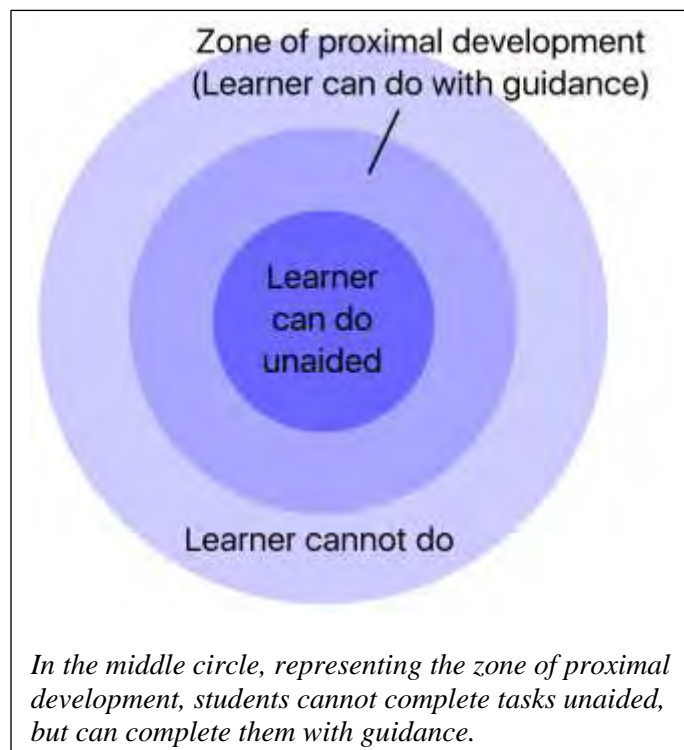 Zone of proximal development
(Learner can do with guidance)
Learner
can do
unaided
Learner cannot do
In the middle circle, representing the zone of proximal
development, students cannot complete tasks unaided,
but can complete them with guidance.